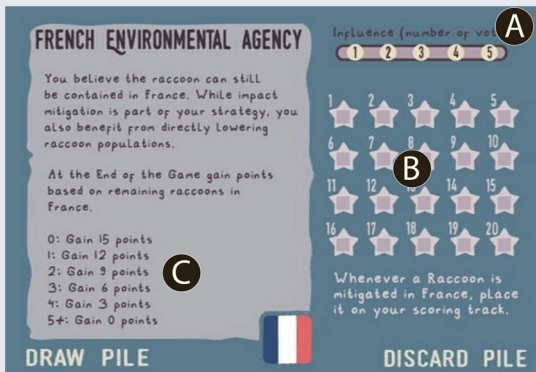 FRENCH ENVIRONMENTAL AGENCY
You believe the raccoon can still
be contained in France. While impact
mitigation is part of your strategy, you
also benefit from directly lowering
raccoon populations.
At the End of the Game gain points
based on remaining raccoons in
France.
0: Gain 15 points
1: Gain 12 points
2: Gain 9 points
3: Gain 6 points
4: Gain 3 points
5+: Gain 0 points
C
DRAW PILE
Influence (number of
A
1 2 3 4 5
1 2 3 4 5
6 7 8 9 10
B
11 12 14 15
16 17 18 19 20
Whenever a Raccoon is
mitigated in France, place
it on your scoring track.
DISCARD PILE